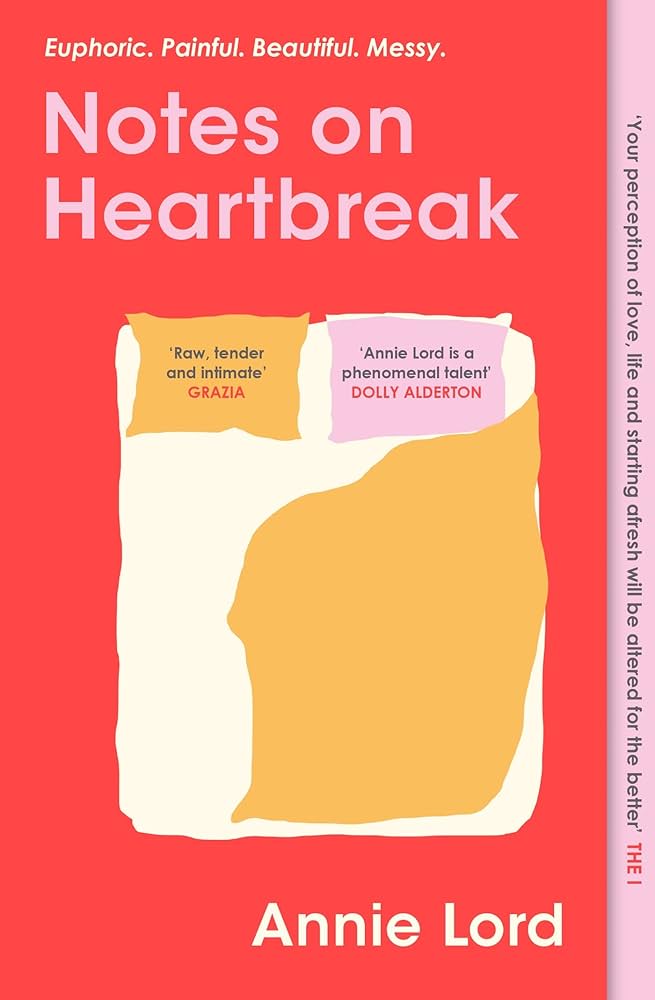 Euphoric. Painful. Beautiful. Messy.
Notes on
Heartbreak
‘Raw, tender
and intimate’
GRAZIA
‘Annie Lord is a
phenomenal talent’
DOLLY ALDERTON
Annie Lord
‘Your perception of love, life and starting afresh will be altered for the better’ THE I